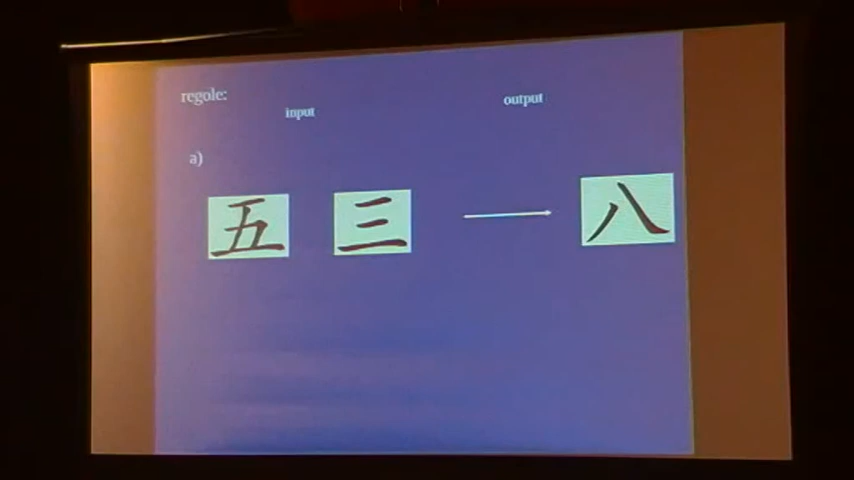 regole:
input output
a)
五 三 八